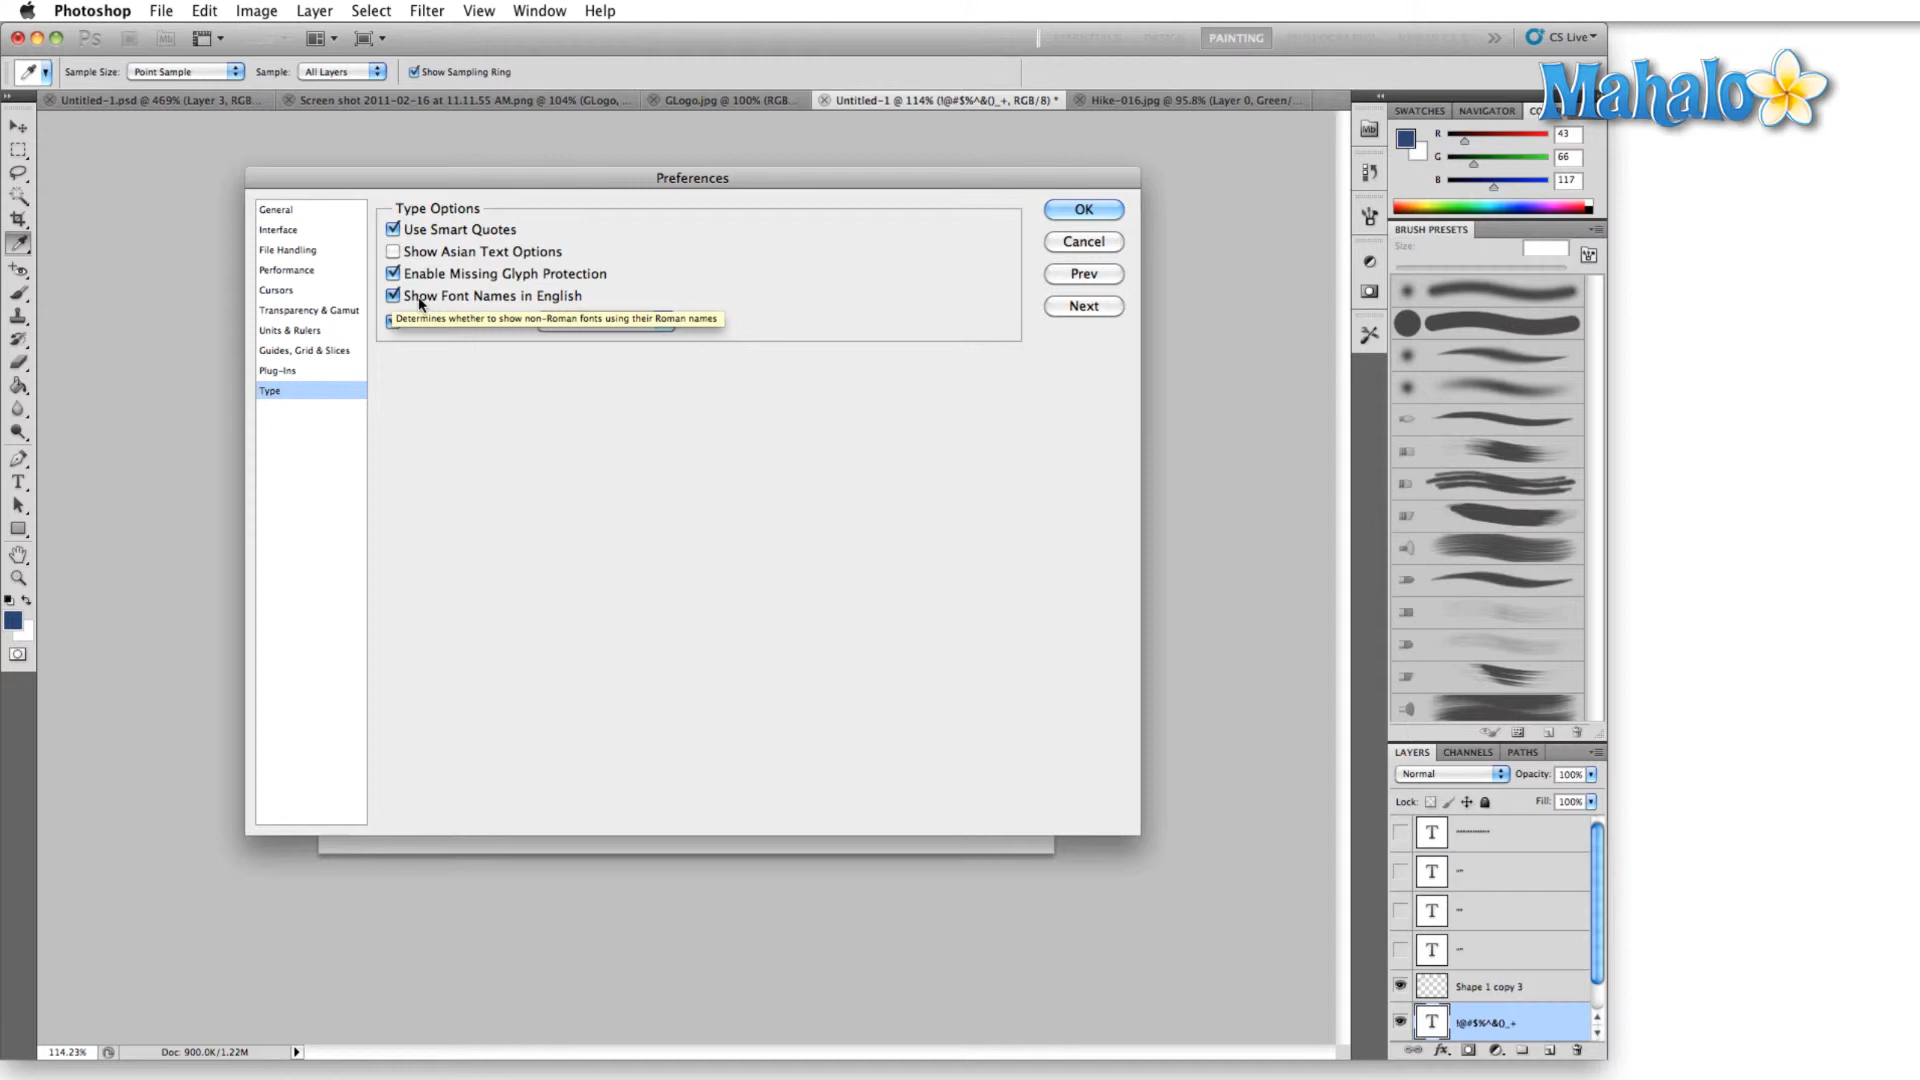 Photoshop File Edit Image Layer Select Filter View Window Help
Ps Mb PAINTING CS Live
Sample Size: Point Sample Sample: All Layers Show Sampling Ring
Mahalo
Untitled-1.psd @ 469% (Layer 3, RGB... Screen shot 2011-02-16 at 11.11.55 AM.png @ 104% (GLogo, ... GLogo.jpg @ 100% (RGB... Untitled-1 @ 114% (!@#$%^&()_+, RGB/8) * Hike-016.jpg @ 95.8% (Layer 0, Green/...
SWATCHES NAVIGATOR
Mb
R 43
G 66
B 117
Preferences
General
Interface
File Handling
Performance
Cursors
Transparency & Gamut
Units & Rulers
Guides, Grid & Slices
Plug-Ins
Type
Type Options
Use Smart Quotes
Show Asian Text Options
Enable Missing Glyph Protection
Show Font Names in English
Determines whether to show non-Roman fonts using their Roman names
OK
Cancel
Prev
Next
BRUSH PRESETS
Size:
LAYERS CHANNELS PATHS
Normal Opacity: 100%
Lock: Fill: 100%
T
T
T
T
Shape 1 copy 3
T !@#$%^&()_+
fx
114.23% Doc: 900.0K/1.22M